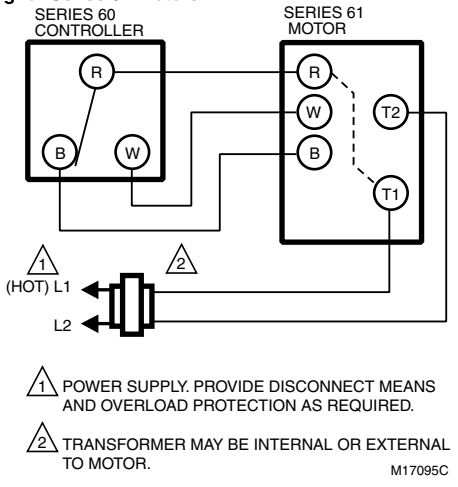 SERIES 60
CONTROLLER
SERIES 61
MOTOR
R
R
W
T2
B
W
B
T1
1
2
(HOT) L1
L2
1 POWER SUPPLY. PROVIDE DISCONNECT MEANS
AND OVERLOAD PROTECTION AS REQUIRED.
2 TRANSFORMER MAY BE INTERNAL OR EXTERNAL
TO MOTOR.
M17095C